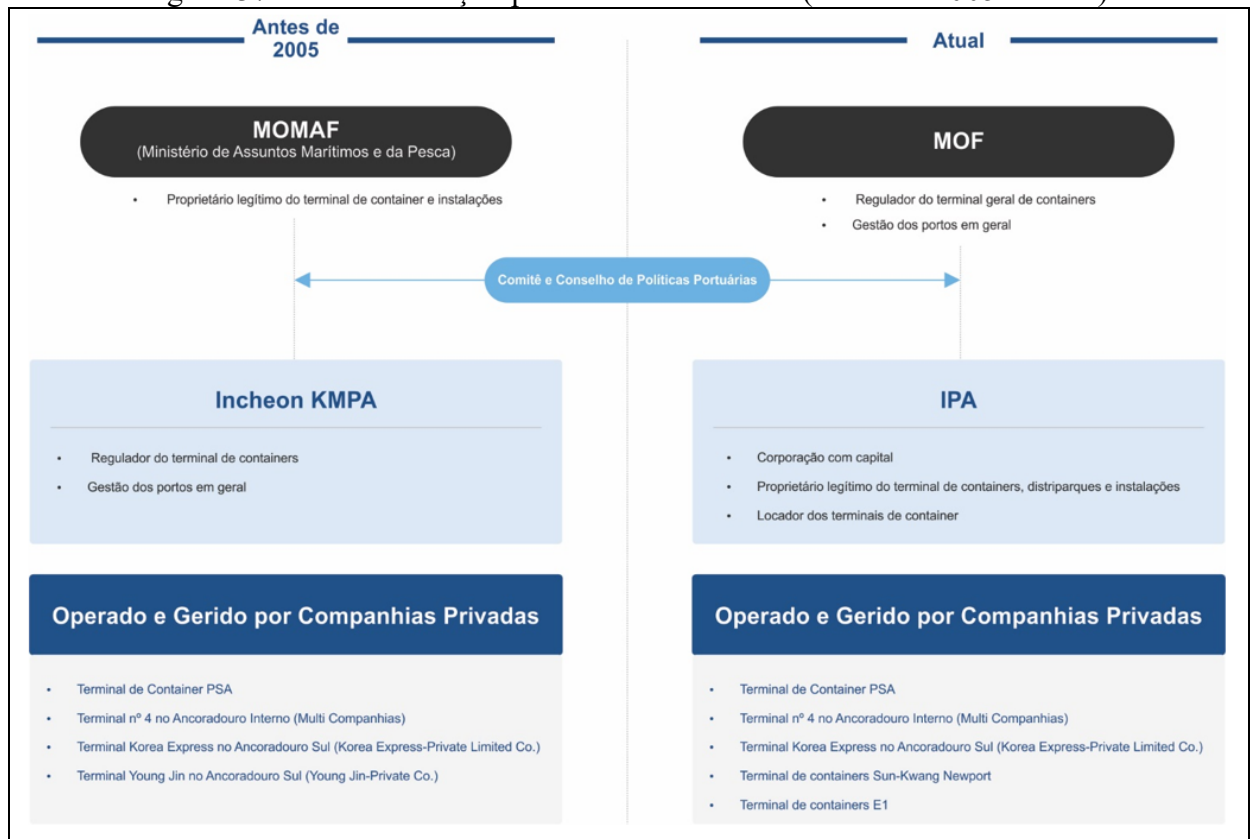 Antes de
2005
MOMAF
(Ministério de Assuntos Marítimos e da Pesca)
• Proprietário legítimo do terminal de container e instalações
Atual
MOF
• Regulador do terminal geral de containers
• Gestão dos portos em geral
Comitê e Conselho de Políticas Portuárias
Incheon KMPA
• Regulador do terminal de containers
• Gestão dos portos em geral
IPA
• Corporação com capital
• Proprietário legítimo do terminal de containers, distriparques e instalações
• Locador dos terminais de container
Operado e Gerido por Companhias Privadas
• Terminal de Container PSA
• Terminal nº 4 no Ancoradouro Interno (Multi Companhias)
• Terminal Korea Express no Ancoradouro Sul (Korea Express-Private Limited Co.)
• Terminal Young Jin no Ancoradouro Sul (Young Jin-Private Co.)
Operado e Gerido por Companhias Privadas
• Terminal de Container PSA
• Terminal nº 4 no Ancoradouro Interno (Multi Companhias)
• Terminal Korea Express no Ancoradouro Sul (Korea Express-Private Limited Co.)
• Terminal de containers Sun-Kwang Newport
• Terminal de containers E1